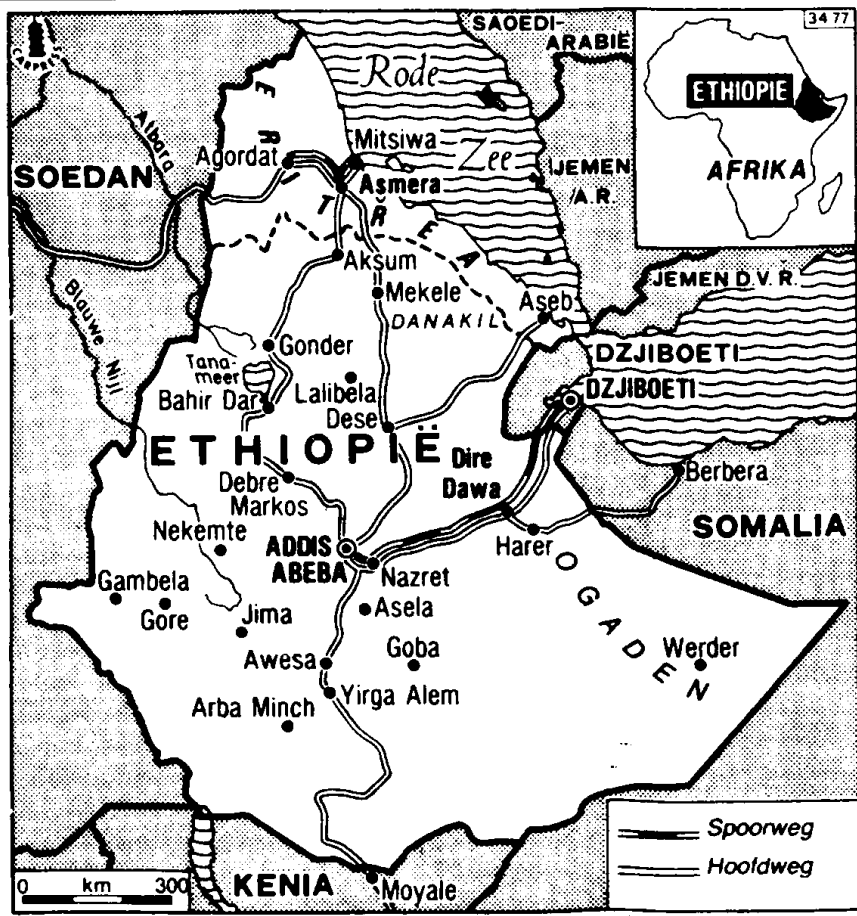 CARPRESS
SAOEDI-
ARABIË
34 77
Rode
Zee
ETHIOPIE
AFRIKA
ERITREA
Atbara
Agordat
Mitsiwa
Asmera
SOEDAN
JEMEN
A.R.
Aksum
Mekele
DANAKIL
Aseb
JEMEN D.V.R.
Blauwe Nijl
Gonder
Tana-
meer
Bahir Dar
Lalibela
Dese
DZJIBOETI
DZJIBOETI
ETHIOPIË
Dire
Dawa
Berbera
Debre
Markos
Nekemte
ADDIS
ABEBA
Nazret
Harer
SOMALIA
OGADEN
Gambela
Gore
Jima
Asela
Awesa
Goba
Werder
Arba Minch
Yirga Alem
Spoorweg
Hoofdweg
0 km 300
KENIA
Moyale